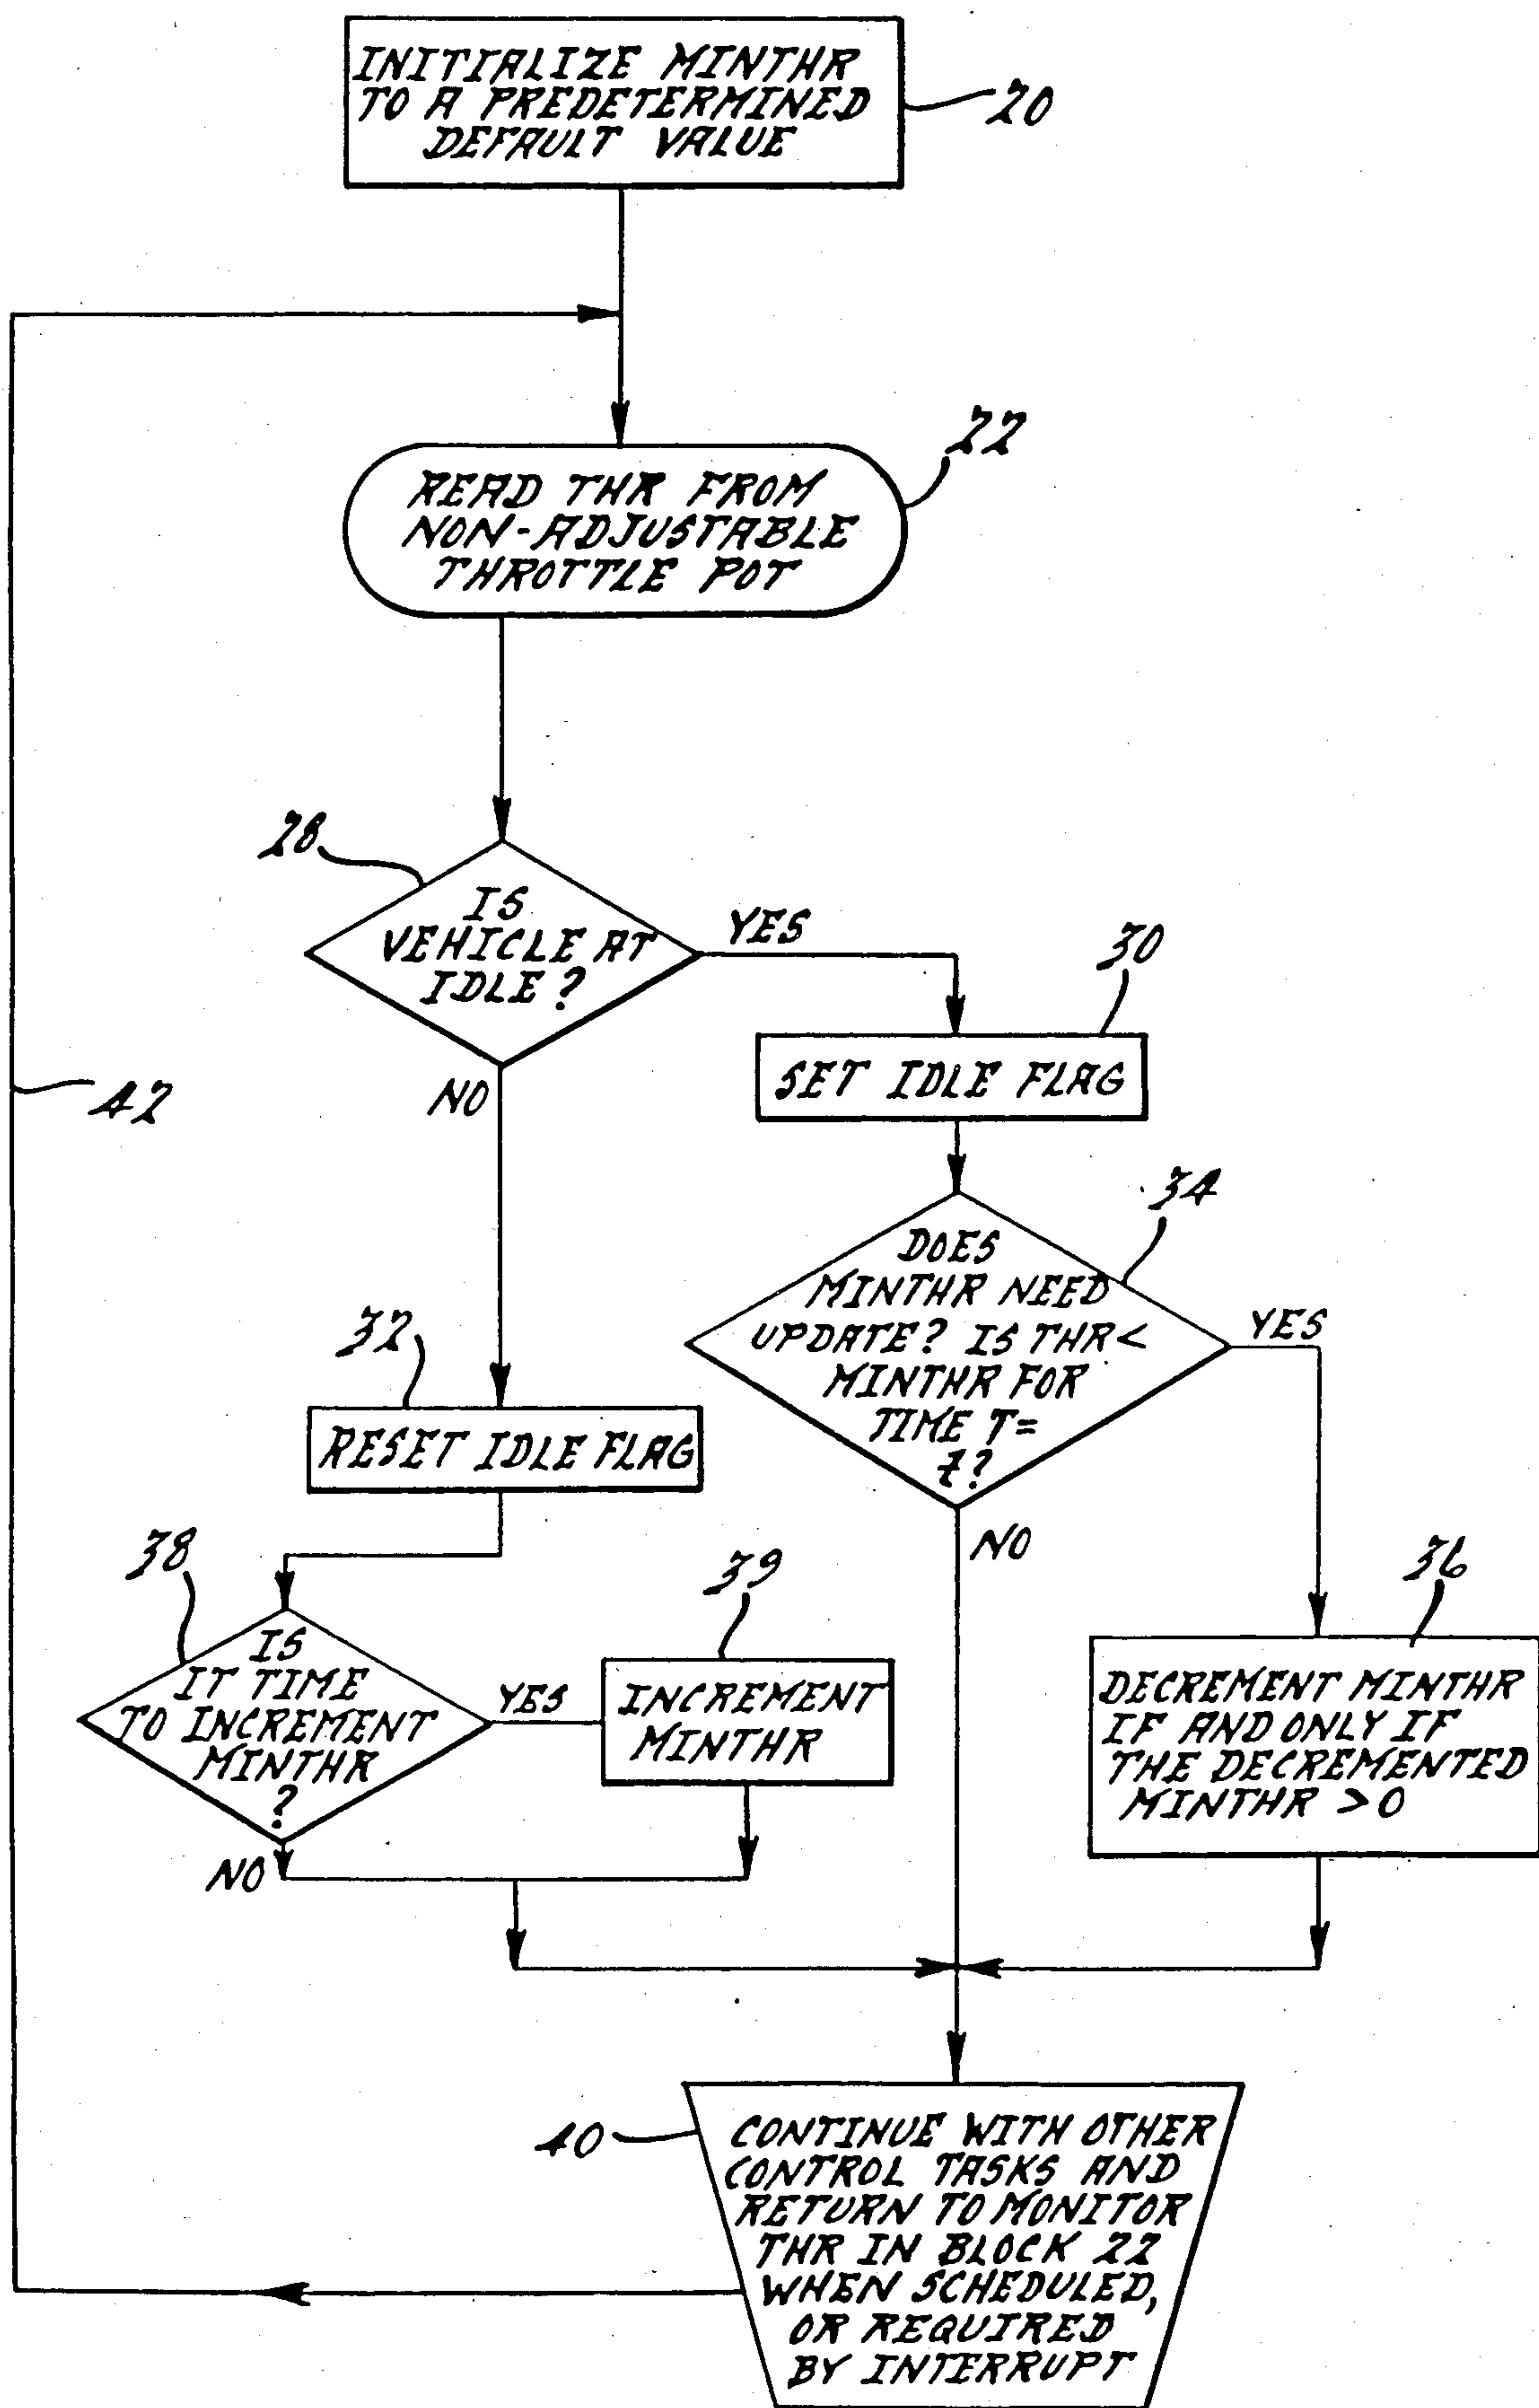 INITIALIZE MINTHR
TO A PREDETERMINED
DEFAULT VALUE
20
READ THR FROM
NON-ADJUSTABLE
THROTTLE POT
22
28
IS
VEHICLE AT
IDLE?
YES
NO
30
SET IDLE FLAG
42
34
DOES
MINTHR NEED
UPDATE? IS THR<
MINTHR FOR
TIME T=
?
YES
NO
32
RESET IDLE FLAG
38
IS
IT TIME
TO INCREMENT
MINTHR
?
YES
NO
39
INCREMENT
MINTHR
36
DECREMENT MINTHR
IF AND ONLY IF
THE DECREMENTED
MINTHR >0
40
CONTINUE WITH OTHER
CONTROL TASKS AND
RETURN TO MONITOR
THR IN BLOCK 22
WHEN SCHEDULED,
OR REQUIRED
BY INTERRUPT